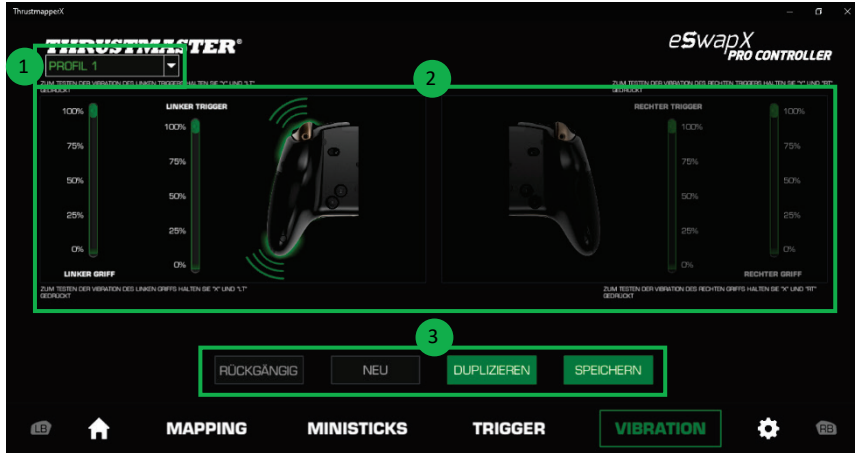 ThrustmapperX
THRUSTMASTER®
eSwapX
PRO CONTROLLER
1
PROFIL 1
2
ZUM TESTEN DER VIBRATION DES LINKEN TRIGGERS HALTEN SIE "Y" UND "LT"
GEDRÜCKT
ZUM TESTEN DER VIBRATION DES RECHTEN TRIGGERS HALTEN SIE "Y" UND "RT"
GEDRÜCKT
LINKER TRIGGER
100%
75%
50%
25%
0%
100%
75%
50%
25%
0%
LINKER GRIFF
RECHTER TRIGGER
100%
75%
50%
25%
0%
100%
75%
50%
25%
0%
RECHTER GRIFF
ZUM TESTEN DER VIBRATION DES LINKEN GRIFFS HALTEN SIE "X" UND "LT"
GEDRÜCKT
ZUM TESTEN DER VIBRATION DES RECHTEN GRIFFS HALTEN SIE "X" UND "RT"
GEDRÜCKT
3
RÜCKGÄNGIG
NEU
DUPLIZIEREN
SPEICHERN
LB
MAPPING
MINISTICKS
TRIGGER
VIBRATION
RB